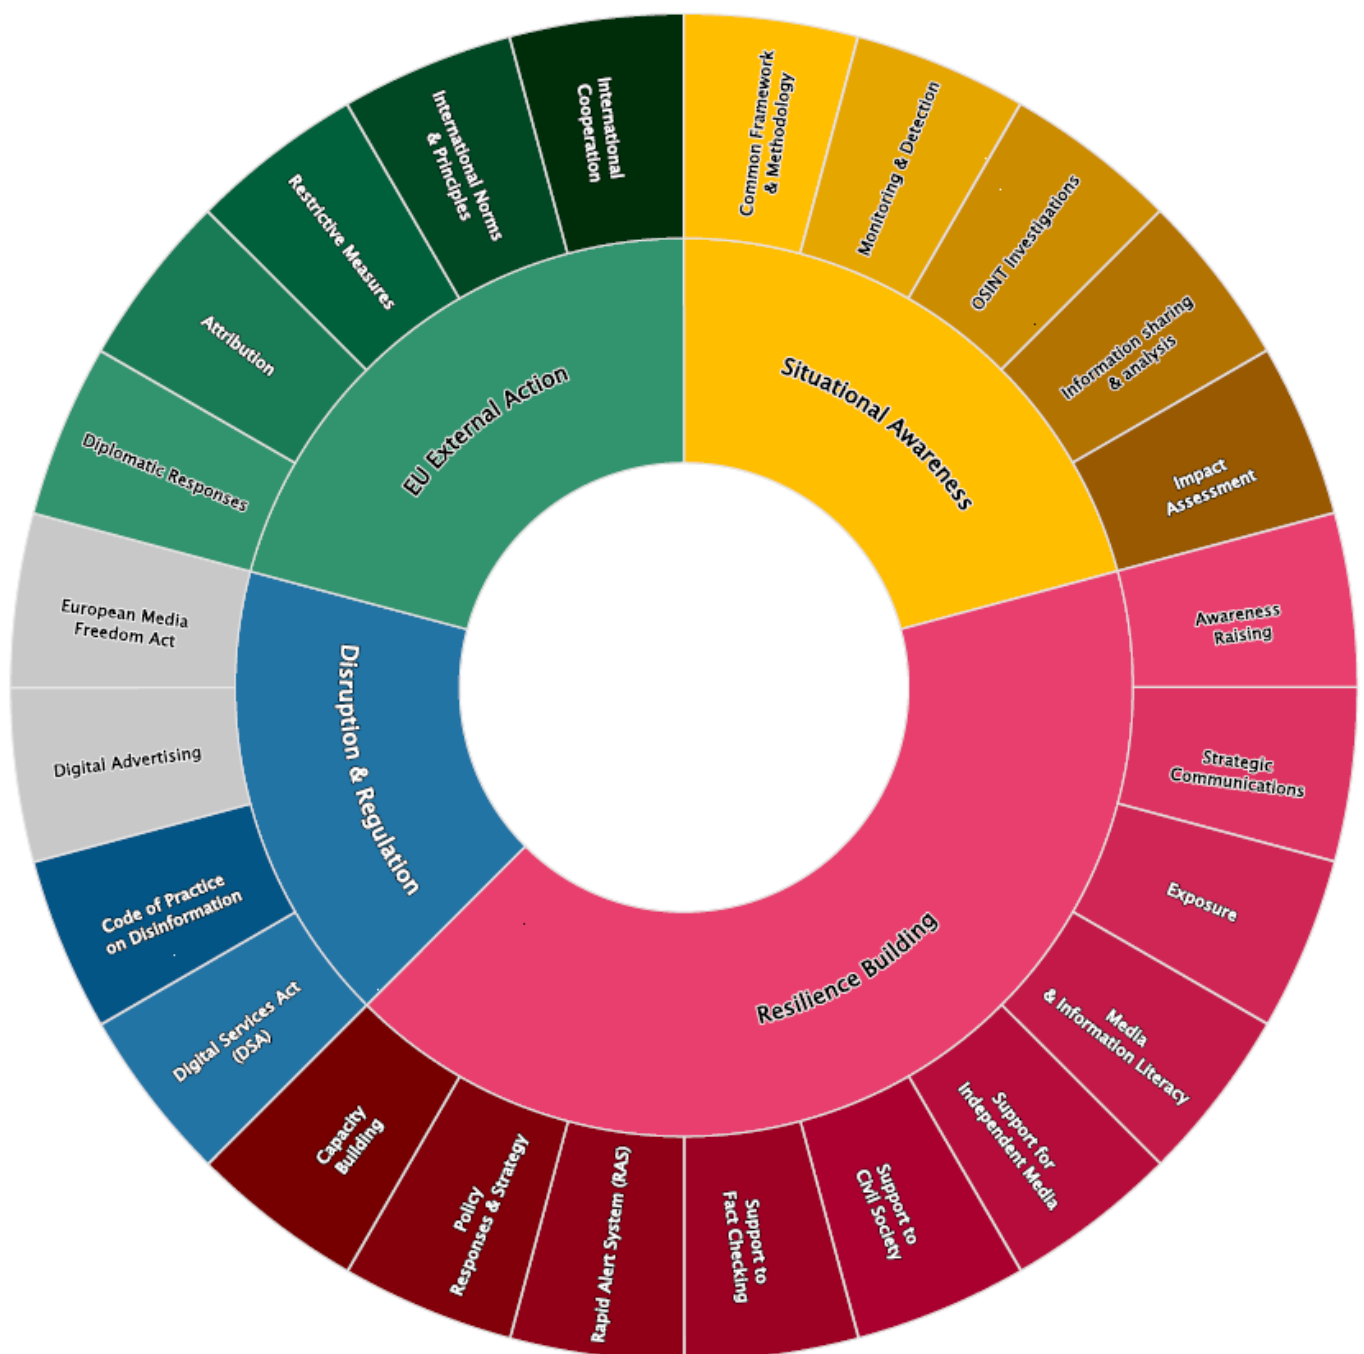 Situational Awareness
Common Framework
& Methodology
Monitoring & Detection
OSINT Investigations
Information sharing
& analysis
Impact
Assessment
Resilience Building
Awareness
Raising
Strategic
Communications
Exposure
Media
& Information Literacy
Support for
Independent Media
Support to
Civil Society
Support to
Fact Checking
Rapid Alert System (RAS)
Policy
Responses & Strategy
Capacity
Building
Disruption & Regulation
Digital Services Act
(DSA)
Code of Practice
on Disinformation
Digital Advertising
European Media
Freedom Act
EU External Action
Diplomatic Responses
Attribution
Restrictive Measures
International Norms
& Principles
International
Cooperation